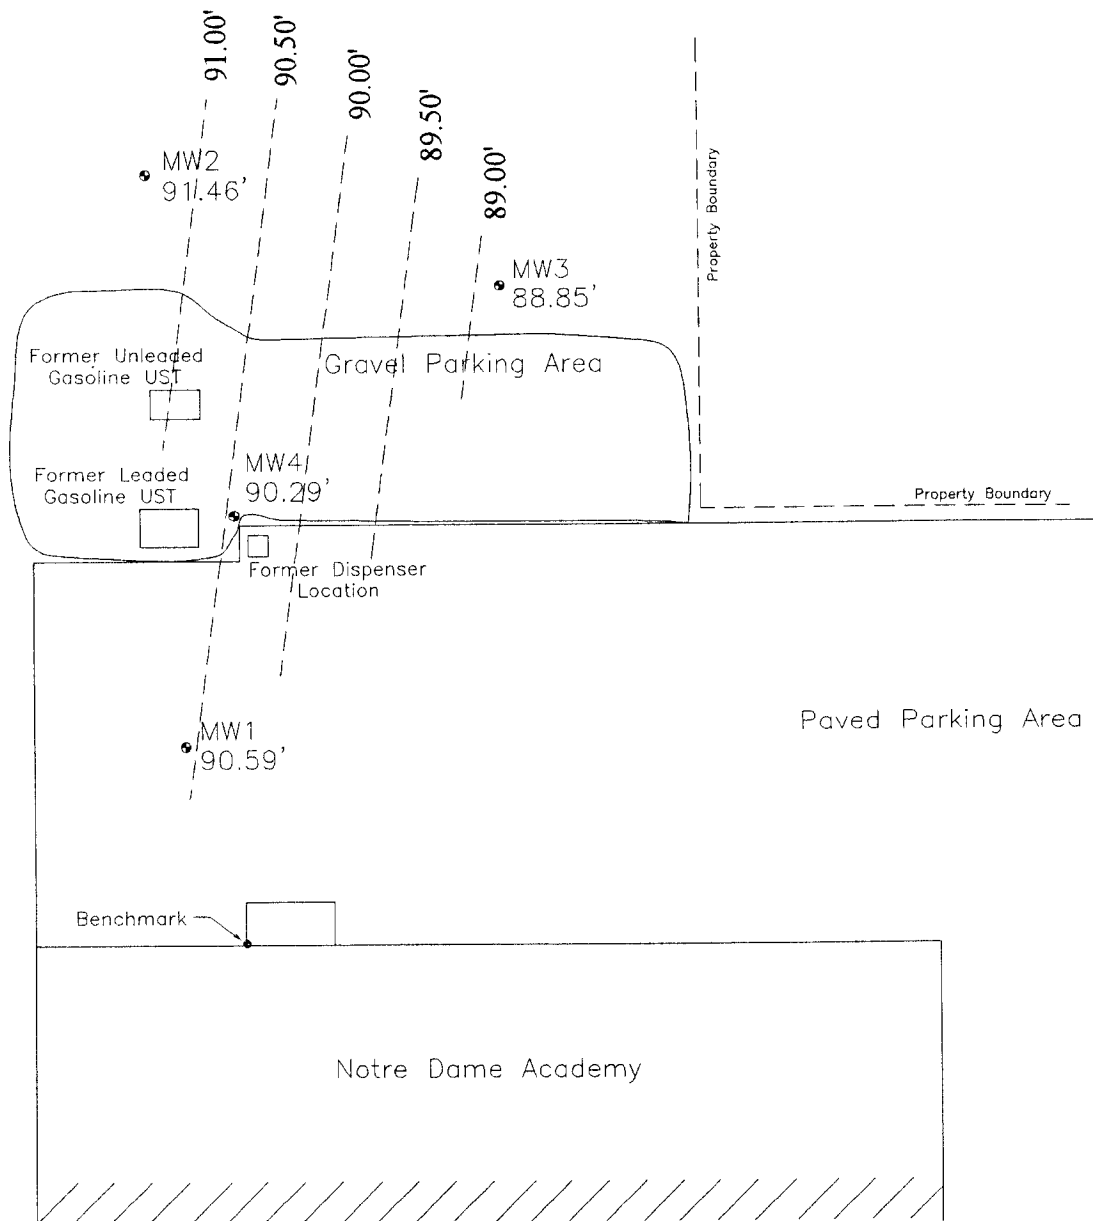 91.00'
90.50'
90.00'
89.50'
89.00'
MW2
91.46'
MW3
88.85'
Property Boundary
Former Unleaded
Gasoline UST
Gravel Parking Area
Former Leaded
Gasoline UST
MW4
90.29'
Property Boundary
Former Dispenser
Location
MW1
90.59'
Paved Parking Area
Benchmark
Notre Dame Academy